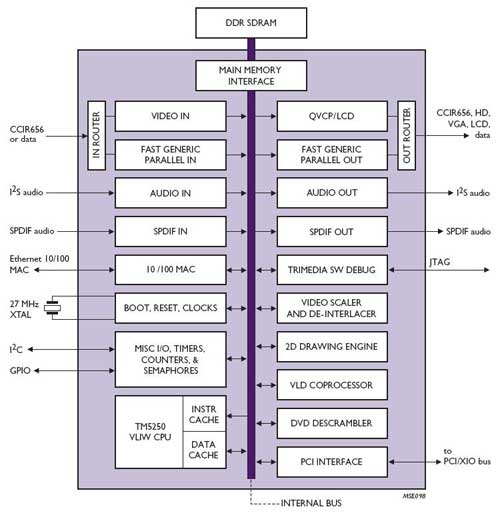 DDR SDRAM
MAIN MEMORY
INTERFACE
CCIR656
or data
IN ROUTER
VIDEO IN
QVCP/LCD
OUT ROUTER
CCIR656, HD,
VGA, LCD,
data
FAST GENERIC
PARALLEL IN
FAST GENERIC
PARALLEL OUT
I2S audio
AUDIO IN
AUDIO OUT
I2S audio
SPDIF audio
SPDIF IN
SPDIF OUT
SPDIF audio
Ethernet 10/100
MAC
10 /100 MAC
TRIMEDIA SW DEBUG
JTAG
27 MHz
XTAL
BOOT, RESET, CLOCKS
VIDEO SCALER
AND DE-INTERLACER
I2C
GPIO
MISC I/O, TIMERS,
COUNTERS, &
SEMAPHORES
2D DRAWING ENGINE
VLD COPROCESSOR
TM5250
VLIW CPU
INSTR
CACHE
DATA
CACHE
DVD DESCRAMBLER
PCI INTERFACE
to
PCI/XIO bus
MSE098
INTERNAL BUS